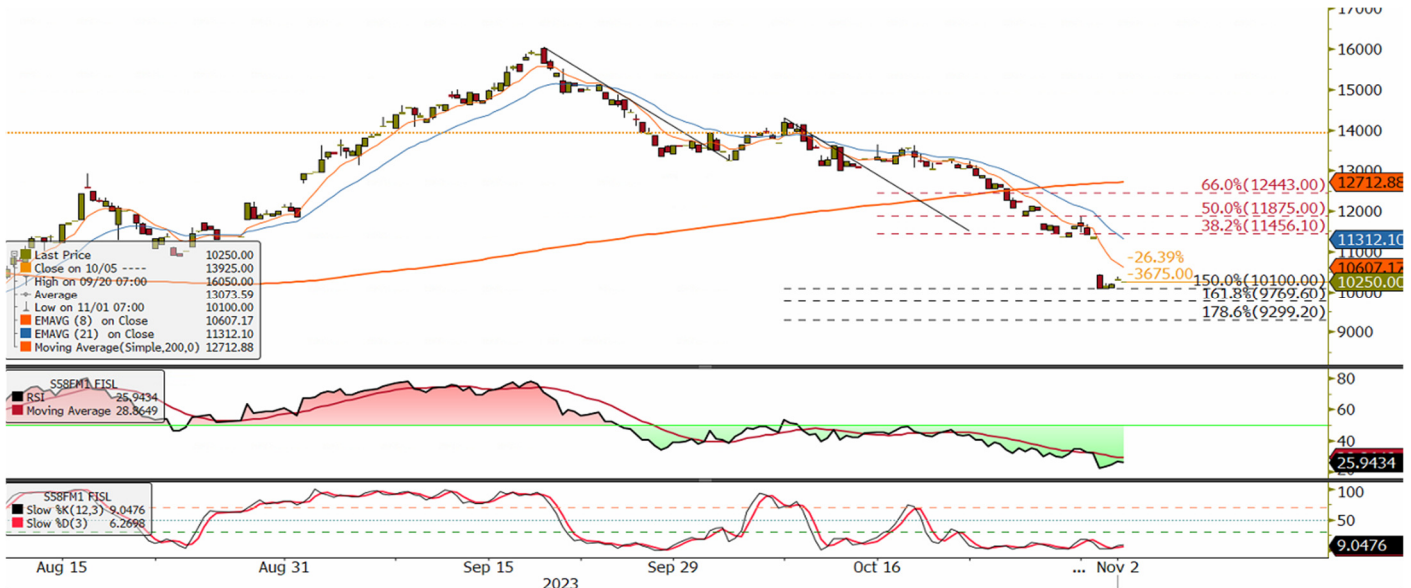 17000
16000
15000
14000
13000
12712.88
66.0%(12443.00)
50.0%(11875.00)
12000
38.2%(11456.10)
11312.10
11000
-26.39%
-3675.00
10607.17
150.0%(10100.00)
10250.00
10000
161.8%(9769.60)
178.6%(9299.20)
9000
Last Price 10250.00
Close on 10/05 ---- 13925.00
High on 09/20 07:00 16050.00
Average 13073.59
Low on 11/01 07:00 10100.00
EMAVG (8) on Close 10607.17
EMAVG (21) on Close 11312.10
Moving Average(Simple,200,0) 12712.88
S58FM1 FISL
RSI 25.9434
Moving Average 28.8649
80
60
40
25.9434
S58FM1 FISL
Slow %K(12,3) 9.0476
Slow %D(3) 6.2698
100
50
9.0476
Aug 15 Aug 31 Sep 15 Sep 29 Oct 16 ... Nov 2
2023